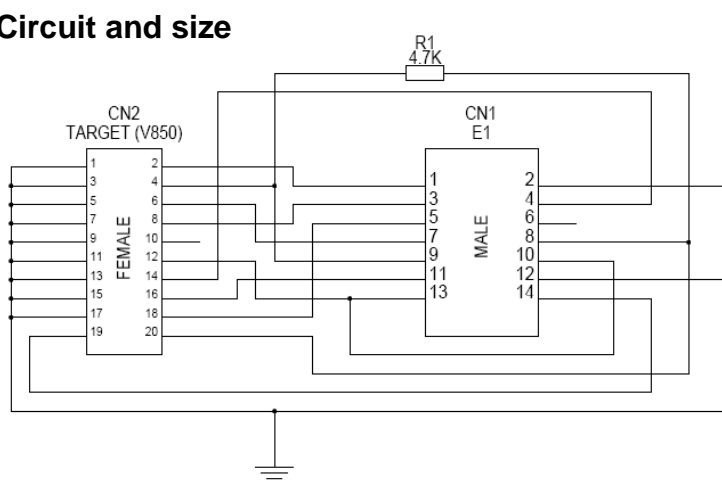 Circuit and size
R1
4.7K
CN2
TARGET (V850)
CN1
E1
1 2
3 4
5 6
7 8
9 10
11 12
13 14
15 16
17 18
19 20
FEMALE
1 2
3 4
5 6
7 8
9 10
11 12
13 14
MALE